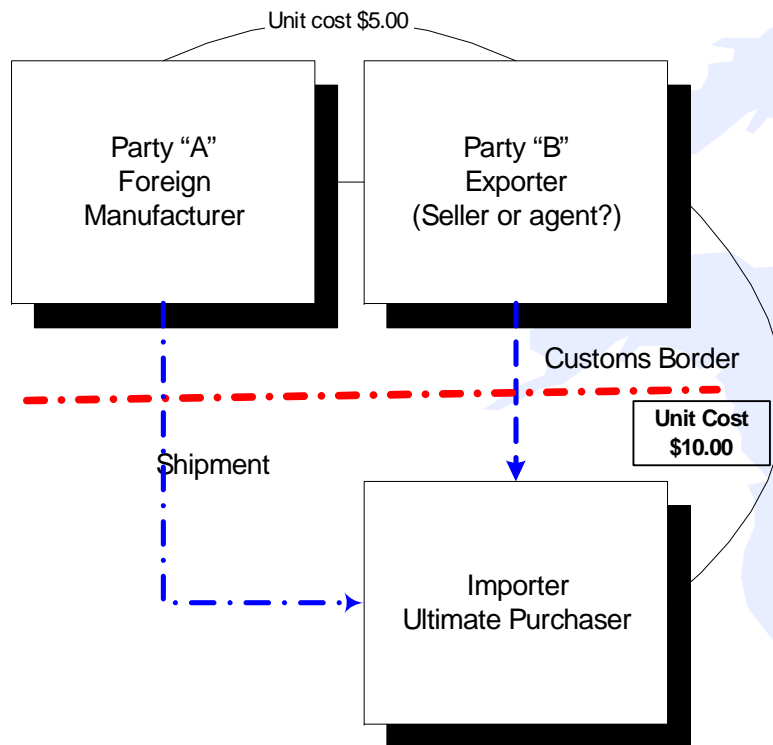 Unit cost $5.00
Party “A”
Foreign
Manufacturer
Party “B”
Exporter
(Seller or agent?)
Customs Border
Unit Cost
$10.00
Shipment
Importer
Ultimate Purchaser